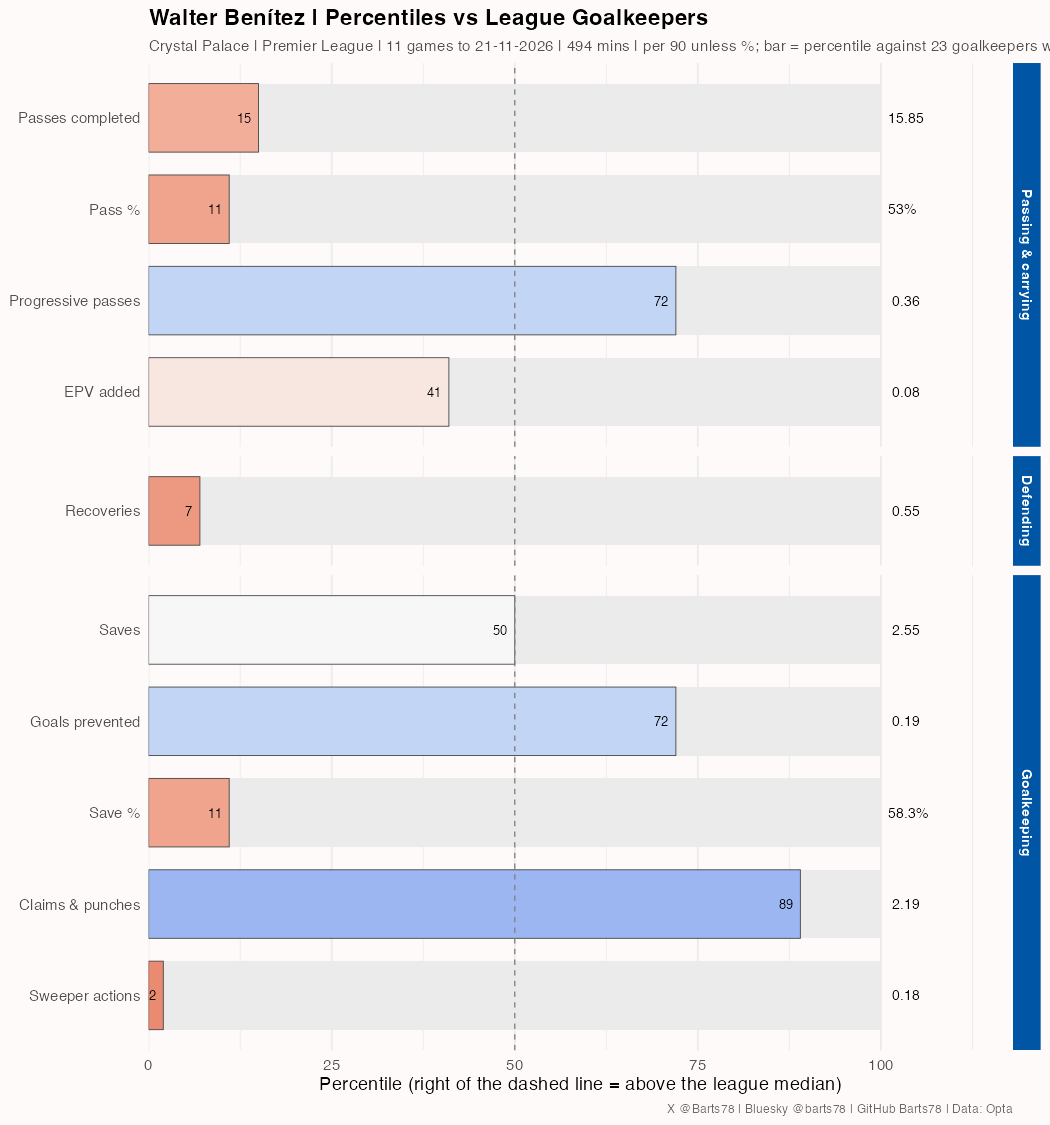 Walter Benítez | Percentiles vs League Goalkeepers
Crystal Palace | Premier League | 11 games to 21-11-2026 | 494 mins | per 90 unless %; bar = percentile against 23 goalkeepers
Passes completed 15 15.85
Pass % 11 53%
Progressive passes 72 0.36
EPV added 41 0.08
Passing & carrying
Recoveries 7 0.55
Defending
Saves 50 2.55
Goals prevented 72 0.19
Save % 11 58.3%
Claims & punches 89 2.19
Sweeper actions 2 0.18
Goalkeeping
0 25 50 75 100
Percentile (right of the dashed line = above the league median)
X @Barts78 | Bluesky @barts78 | GitHub Barts78 | Data: Opta